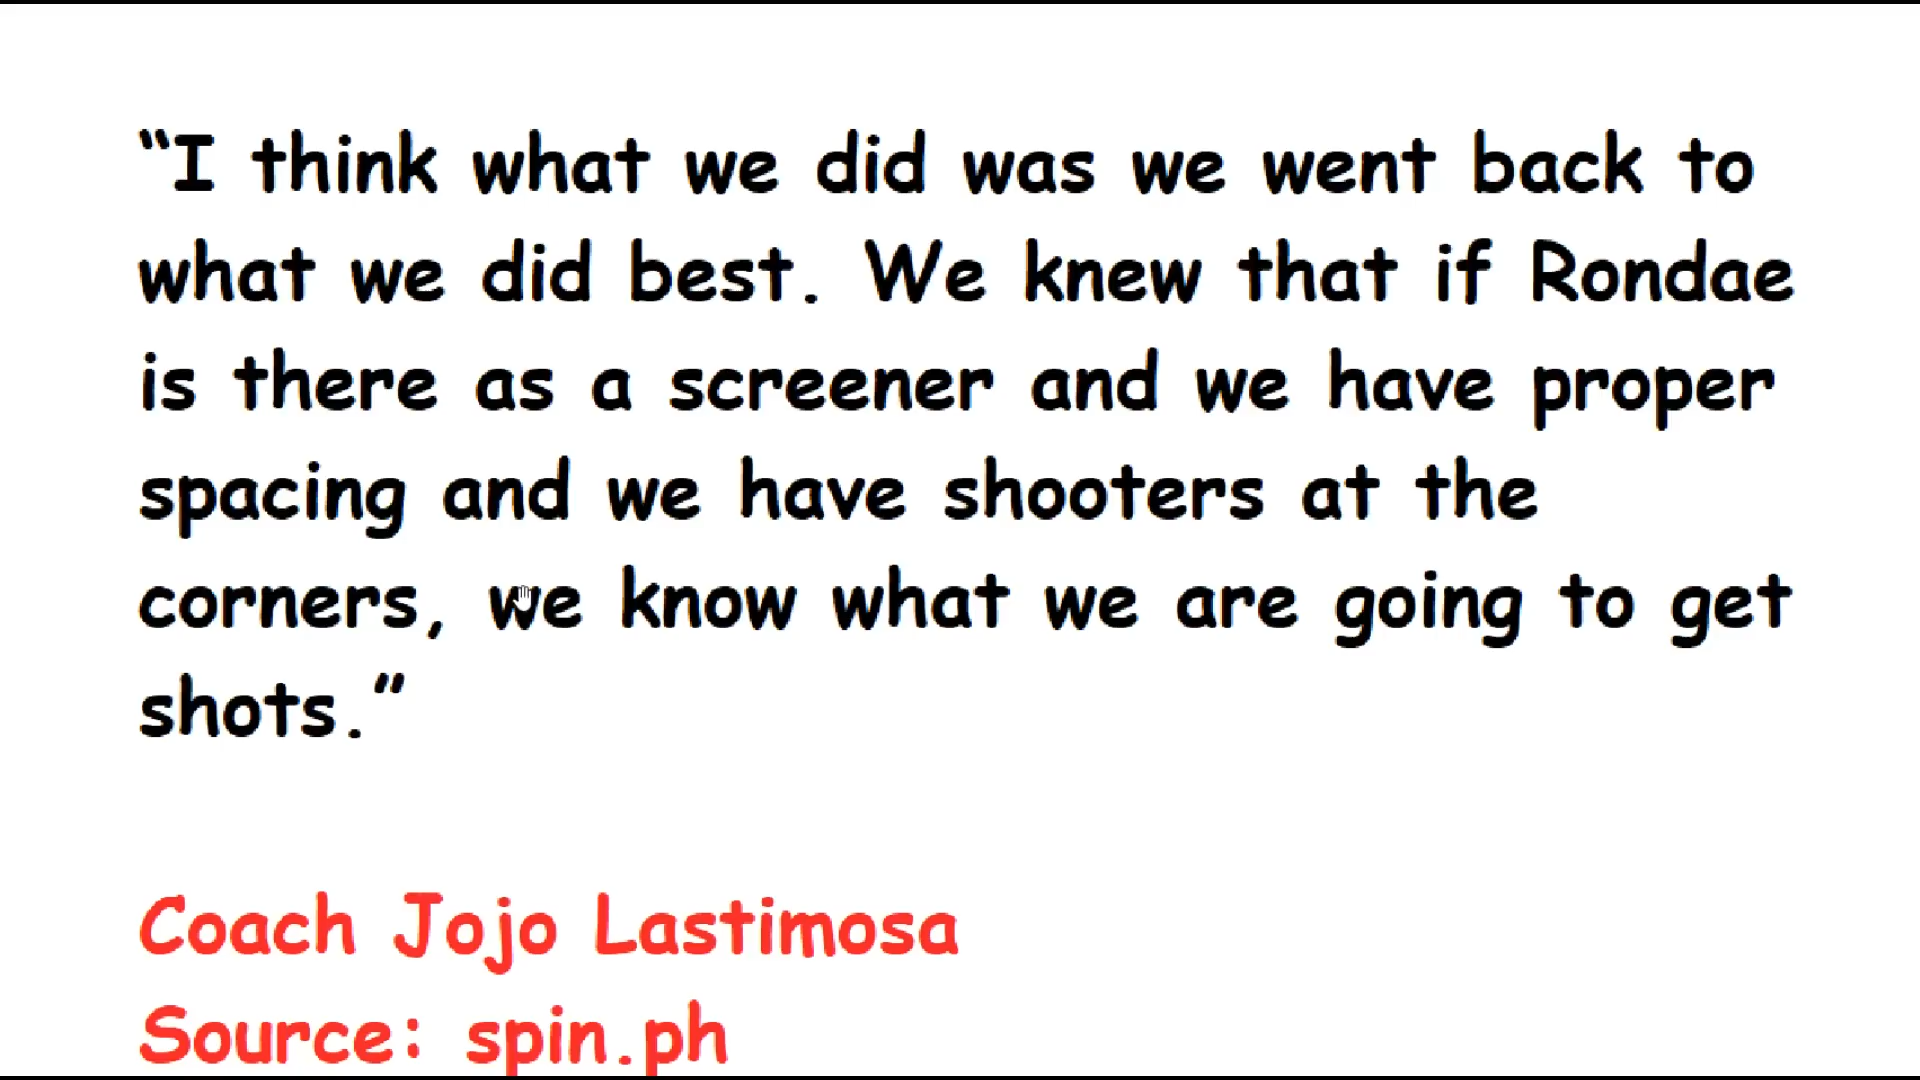 “I think what we did was we went back to
what we did best. We knew that if Rondae
is there as a screener and we have proper
spacing and we have shooters at the
corners, we know what we are going to get
shots.”
Coach Jojo Lastimosa
Source: spin.ph